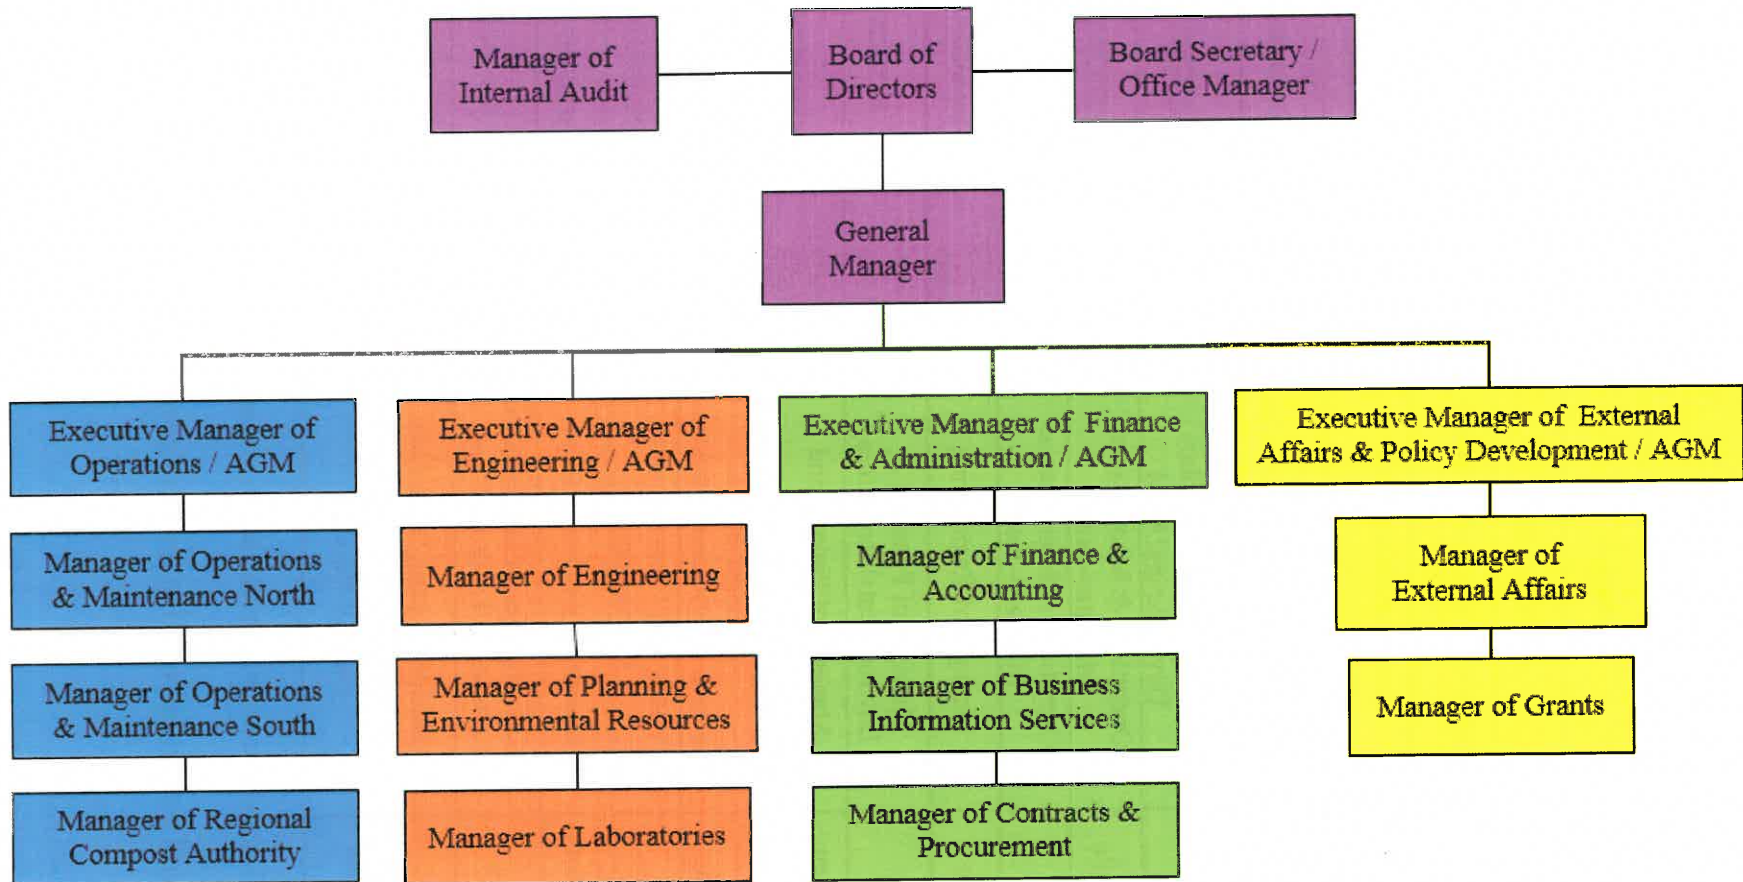 Manager of
Internal Audit
Board of
Directors
Board Secretary /
Office Manager
General
Manager
Executive Manager of
Operations / AGM
Executive Manager of
Engineering / AGM
Executive Manager of Finance
& Administration / AGM
Executive Manager of External
Affairs & Policy Development / AGM
Manager of Operations
& Maintenance North
Manager of Engineering
Manager of Finance &
Accounting
Manager of
External Affairs
Manager of Operations
& Maintenance South
Manager of Planning &
Environmental Resources
Manager of Business
Information Services
Manager of Grants
Manager of Regional
Compost Authority
Manager of Laboratories
Manager of Contracts &
Procurement